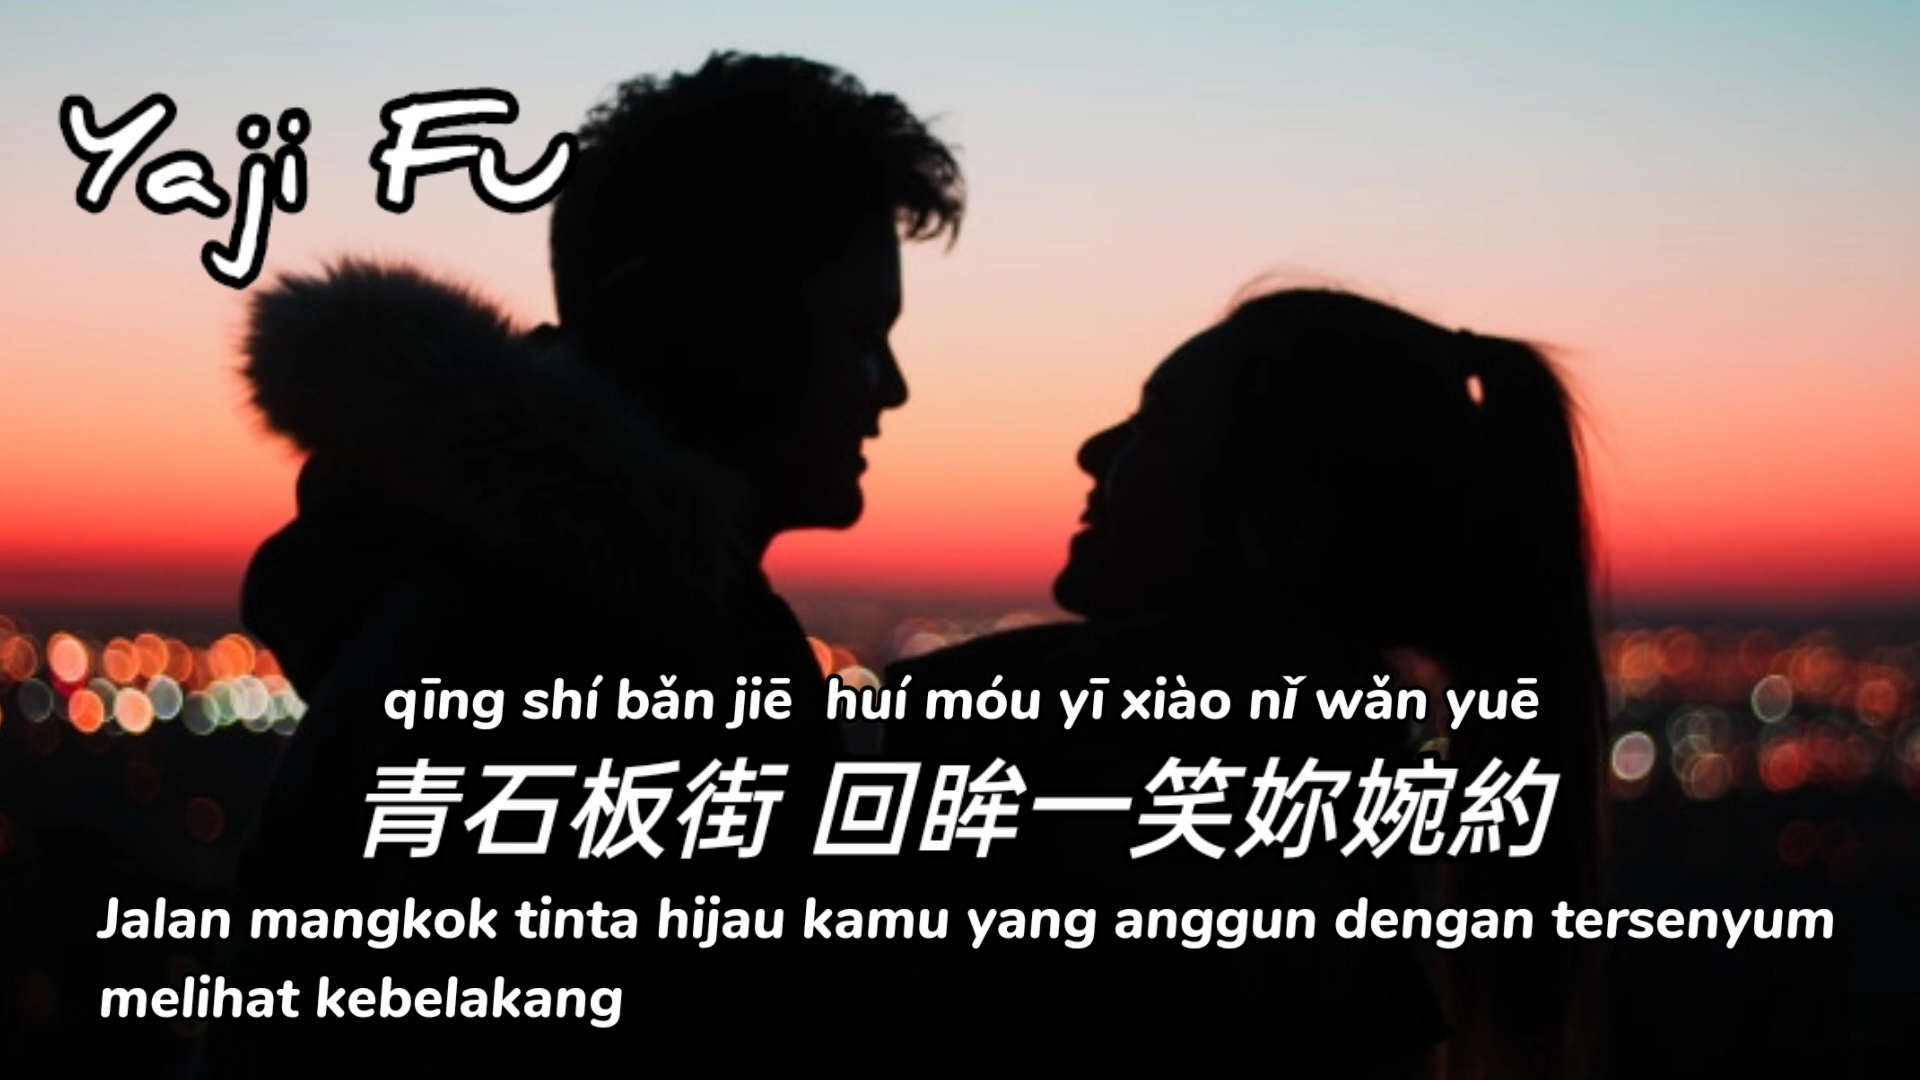 Yaji Fu
qīng shí bǎn jiē huí móu yī xiào nǐ wǎn yuē
青石板街 回眸一笑妳婉約
Jalan mangkok tinta hijau kamu yang anggun dengan tersenyum
melihat kebelakang